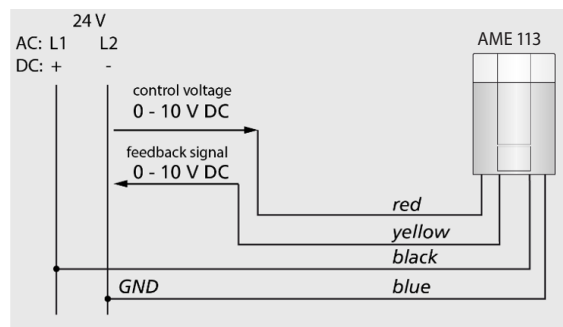 24 V
AC: L1 L2
DC: + -
AME 113
control voltage
0 - 10 V DC
feedback signal
0 - 10 V DC
red
yellow
black
GND blue